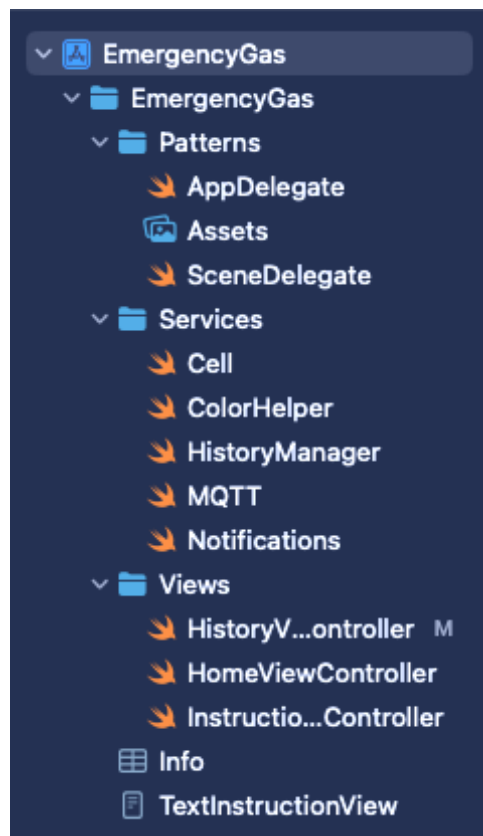 EmergencyGas
EmergencyGas
Patterns
AppDelegate
Assets
SceneDelegate
Services
Cell
ColorHelper
HistoryManager
MQTT
Notifications
Views
HistoryV...ontroller M
HomeViewController
Instructio...Controller
Info
TextInstructionView